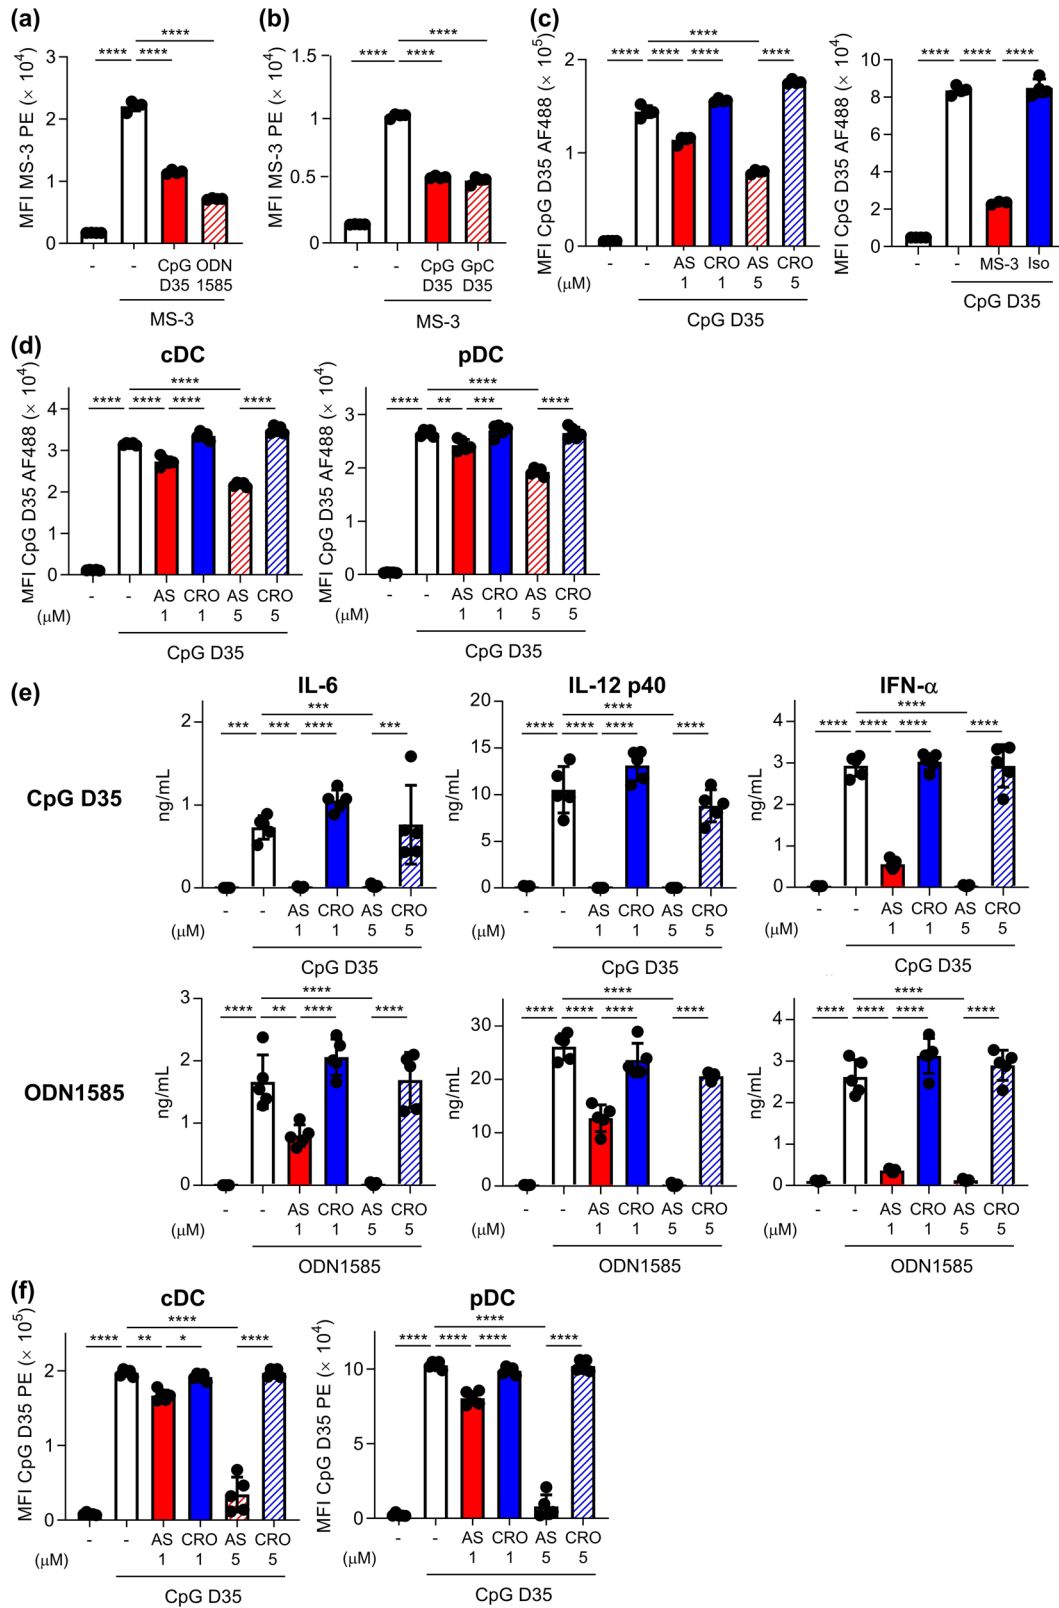 (a)
MFI MS-3 PE (× 10⁴)
**** **** ****
3
2
1
0
- - CpG D35 ODN 1585
MS-3
(b)
MFI MS-3 PE (× 10⁴)
**** **** ****
1.5
1
0.5
0
- - CpG D35 GpC D35
MS-3
(c)
MFI CpG D35 AF488 (× 10⁵)
****
**** **** **** ****
2
1
0
- - AS CRO AS CRO
(μM) 1 1 5 5
CpG D35
MFI CpG D35 AF488 (× 10⁴)
**** **** ****
10
8
6
4
2
0
- - MS-3 Iso
CpG D35
(d)
cDC
MFI CpG D35 AF488 (× 10⁴)
****
**** **** **** ****
4
3
2
1
0
- - AS CRO AS CRO
(μM) 1 1 5 5
CpG D35
pDC
MFI CpG D35 AF488 (× 10⁴)
****
**** ** *** ****
3
2
1
0
- - AS CRO AS CRO
1 1 5 5
CpG D35
(e)
CpG D35
IL-6
ng/mL
***
*** *** **** ***
2
1
0
- - AS CRO AS CRO
(μM) 1 1 5 5
CpG D35
IL-12 p40
ng/mL
****
**** **** **** ****
20
15
10
5
0
- - AS CRO AS CRO
(μM) 1 1 5 5
CpG D35
IFN-α
ng/mL
****
**** **** **** ****
4
3
2
1
0
- - AS CRO AS CRO
(μM) 1 1 5 5
CpG D35
ODN1585
ng/mL
****
**** ** **** ****
3
2
1
0
- - AS CRO AS CRO
(μM) 1 1 5 5
ODN1585
ng/mL
****
**** **** **** ****
30
20
10
0
- - AS CRO AS CRO
(μM) 1 1 5 5
ODN1585
ng/mL
****
**** **** **** ****
4
3
2
1
0
- - AS CRO AS CRO
(μM) 1 1 5 5
ODN1585
(f)
cDC
MFI CpG D35 PE (× 10⁵)
****
**** ** * ****
2
1
0
- - AS CRO AS CRO
(μM) 1 1 5 5
CpG D35
pDC
MFI CpG D35 PE (× 10⁴)
****
**** **** **** ****
10
5
0
- - AS CRO AS CRO
(μM) 1 1 5 5
CpG D35